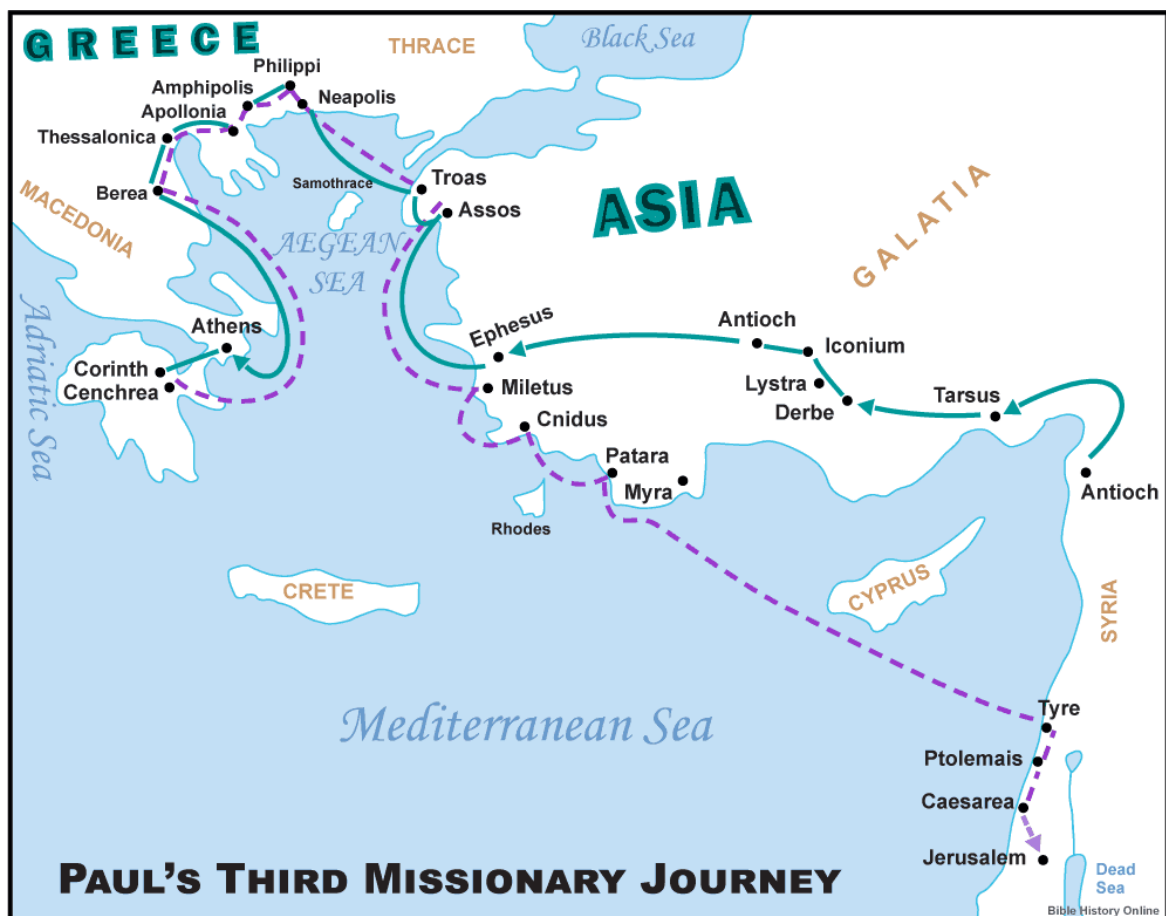 GREECE
THRACE
Black Sea
Philippi
Amphipolis
Neapolis
Apollonia
Thessalonica
Samothrace
Troas
Berea
Assos
ASIA
GALATIA
MACEDONIA
AEGEAN
SEA
Adriatic Sea
Athens
Ephesus
Antioch
Iconium
Corinth
Cenchrea
Miletus
Lystra
Derbe
Tarsus
Cnidus
Patara
Myra
Antioch
Rhodes
CRETE
CYPRUS
SYRIA
Mediterranean Sea
Tyre
Ptolemais
Caesarea
Jerusalem
PAUL'S THIRD MISSIONARY JOURNEY
Dead
Sea
Bible History Online